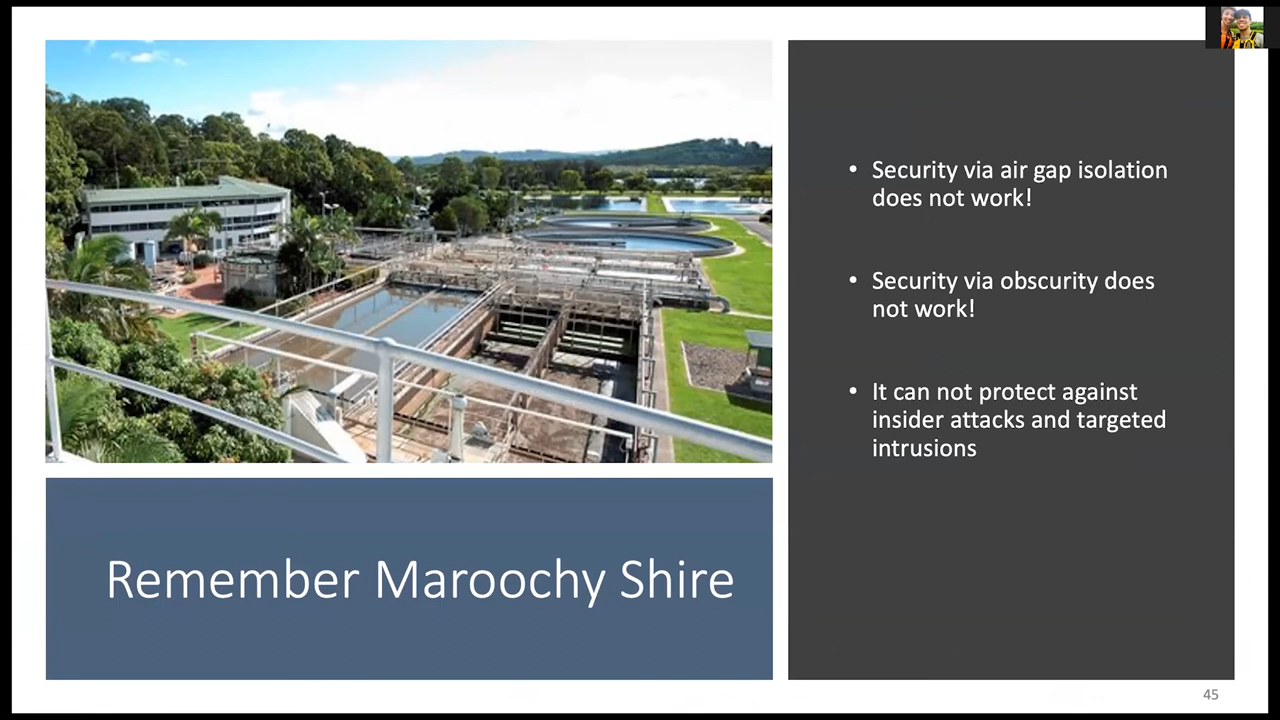 • Security via air gap isolation
does not work!
• Security via obscurity does
not work!
• It can not protect against
insider attacks and targeted
intrusions
Remember Maroochy Shire
45